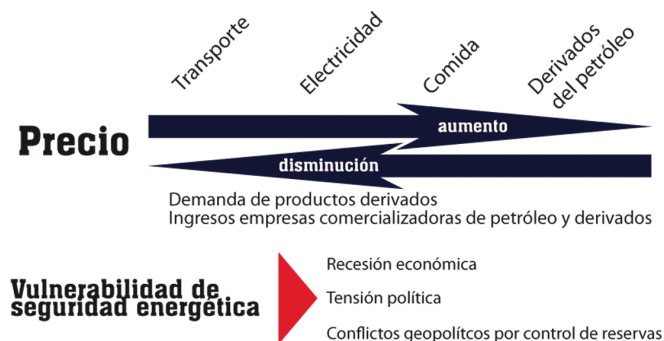 Transporte
Electricidad
Comida
Derivados
del petróleo
Precio
aumento
disminución
Demanda de productos derivados
Ingresos empresas comercializadoras de petróleo y derivados
Vulnerabilidad de
seguridad energética
Recesión económica
Tensión política
Conflictos geopolítcos por control de reservas